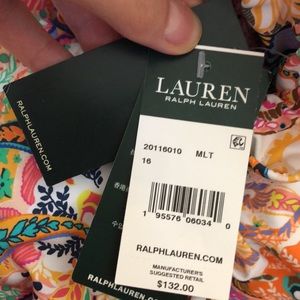 LAUREN
RALPH LAUREN
20116010 MLT
16
1 95576 06034 0
RALPHLAUREN.COM
MANUFACTURER'S
SUGGESTED RETAIL
$132.00
RALPHLAUREN.COM